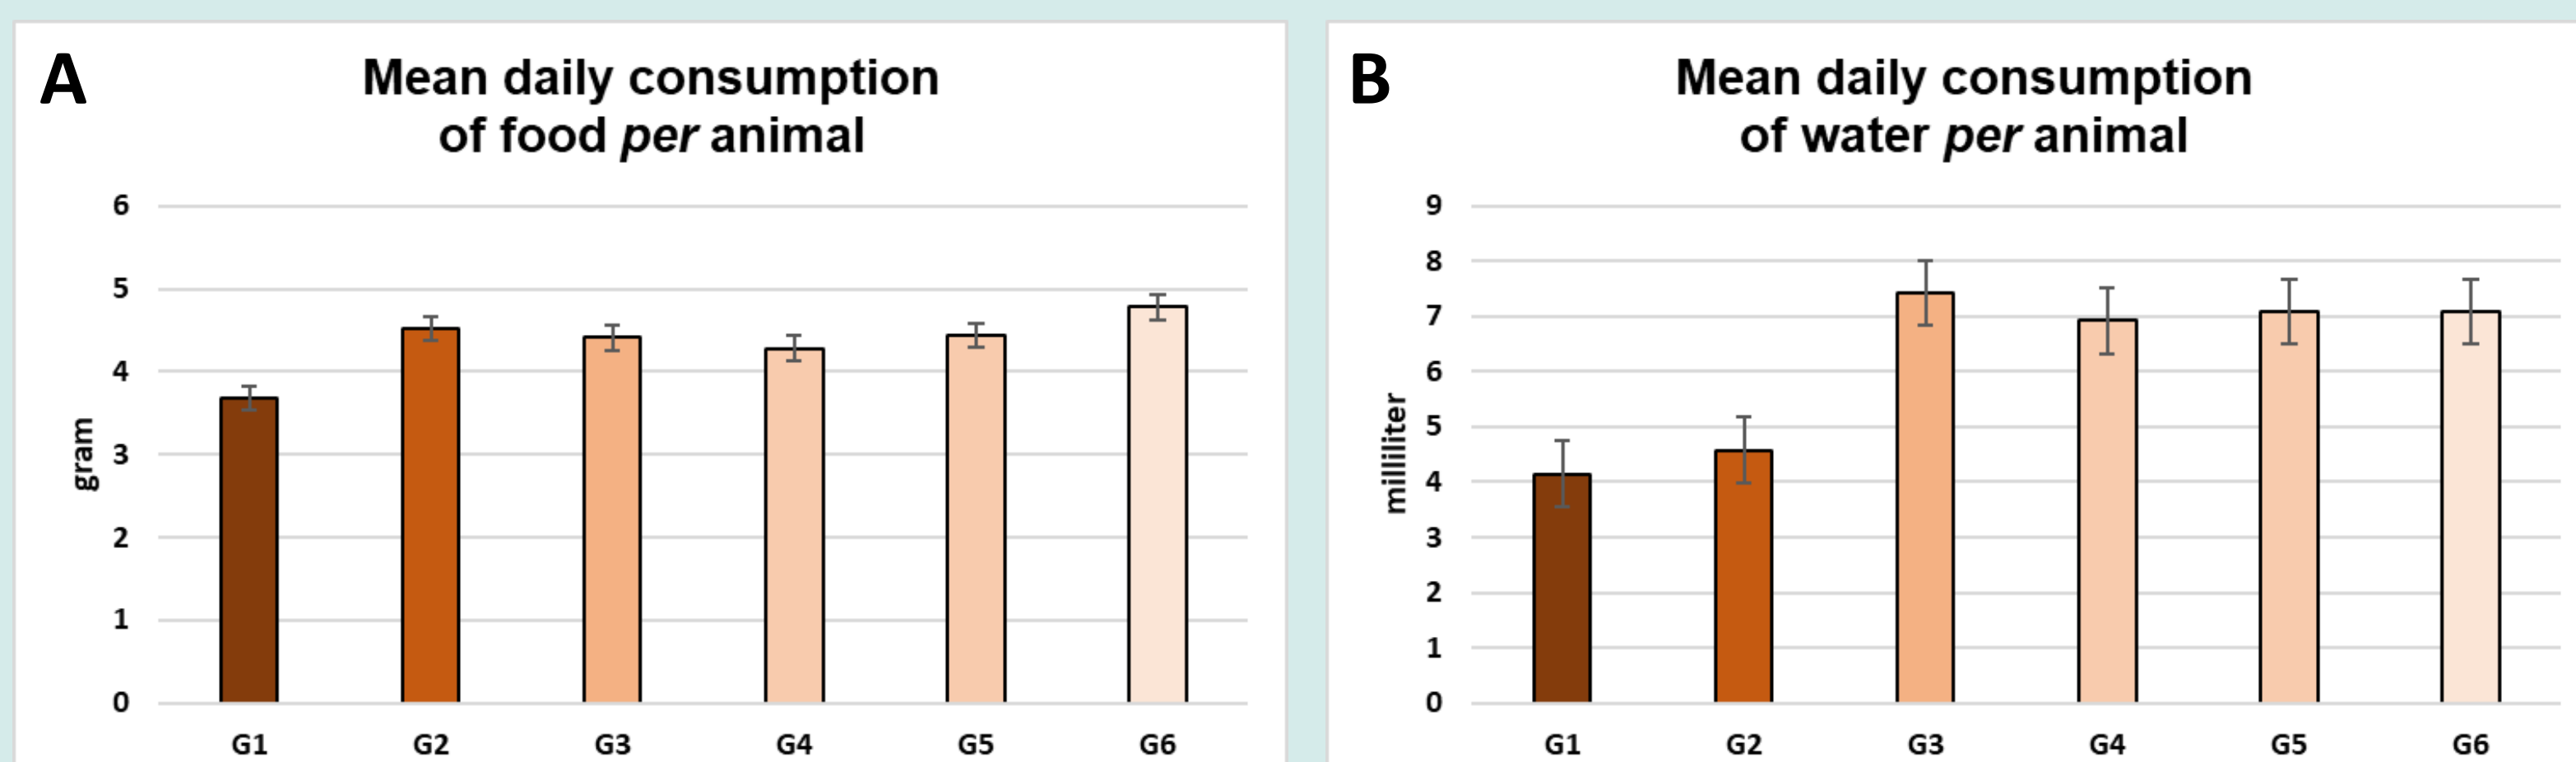 A
Mean daily consumption
of food per animal
6
5
4
3
2
1
0
gram
G1 G2 G3 G4 G5 G6
B
Mean daily consumption
of water per animal
9
8
7
6
5
4
3
2
1
0
milliliter
G1 G2 G3 G4 G5 G6